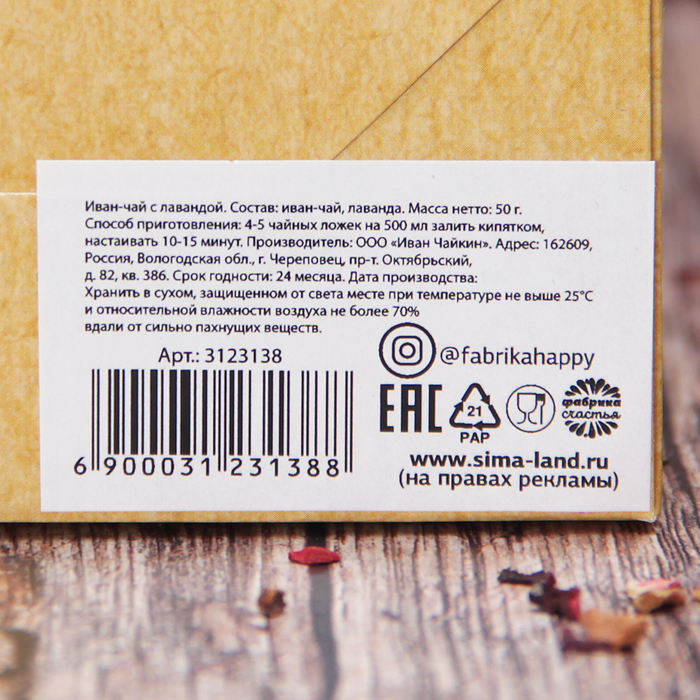 Иван-чай с лавандой. Состав: иван-чай, лаванда. Масса нетто: 50 г.
Способ приготовления: 4-5 чайных ложек на 500 мл залить кипятком,
настаивать 10-15 минут. Производитель: ООО «Иван Чайкин». Адрес: 162609,
Россия, Вологодская обл., г. Череповец, пр-т. Октябрьский,
д. 82, кв. 386. Срок годности: 24 месяца. Дата производства:
Хранить в сухом, защищенном от света месте при температуре не выше 25°С
и относительной влажности воздуха не более 70%
вдали от сильно пахнущих веществ.
Арт.: 3123138
6 900031 231388
@fabrikahappy
ЕАС
21
PAP
фабрика
счастья
www.sima-land.ru
(на правах рекламы)